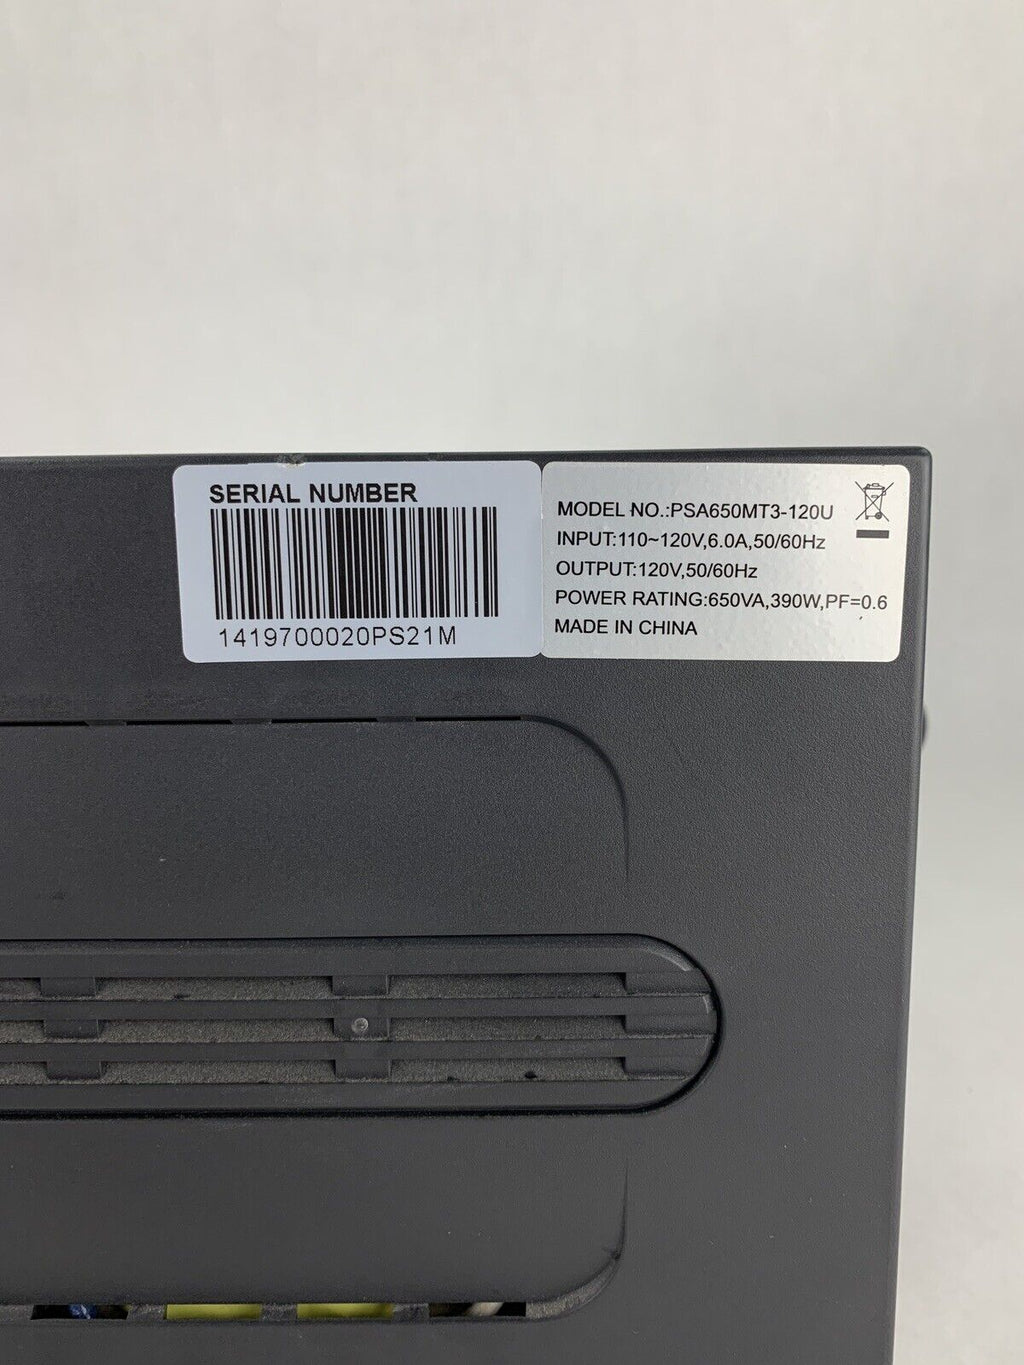 SERIAL NUMBER
1419700020PS21M
MODEL NO.:PSA650MT3-120U
INPUT:110~120V,6.0A,50/60Hz
OUTPUT:120V,50/60Hz
POWER RATING:650VA,390W,PF=0.6
MADE IN CHINA